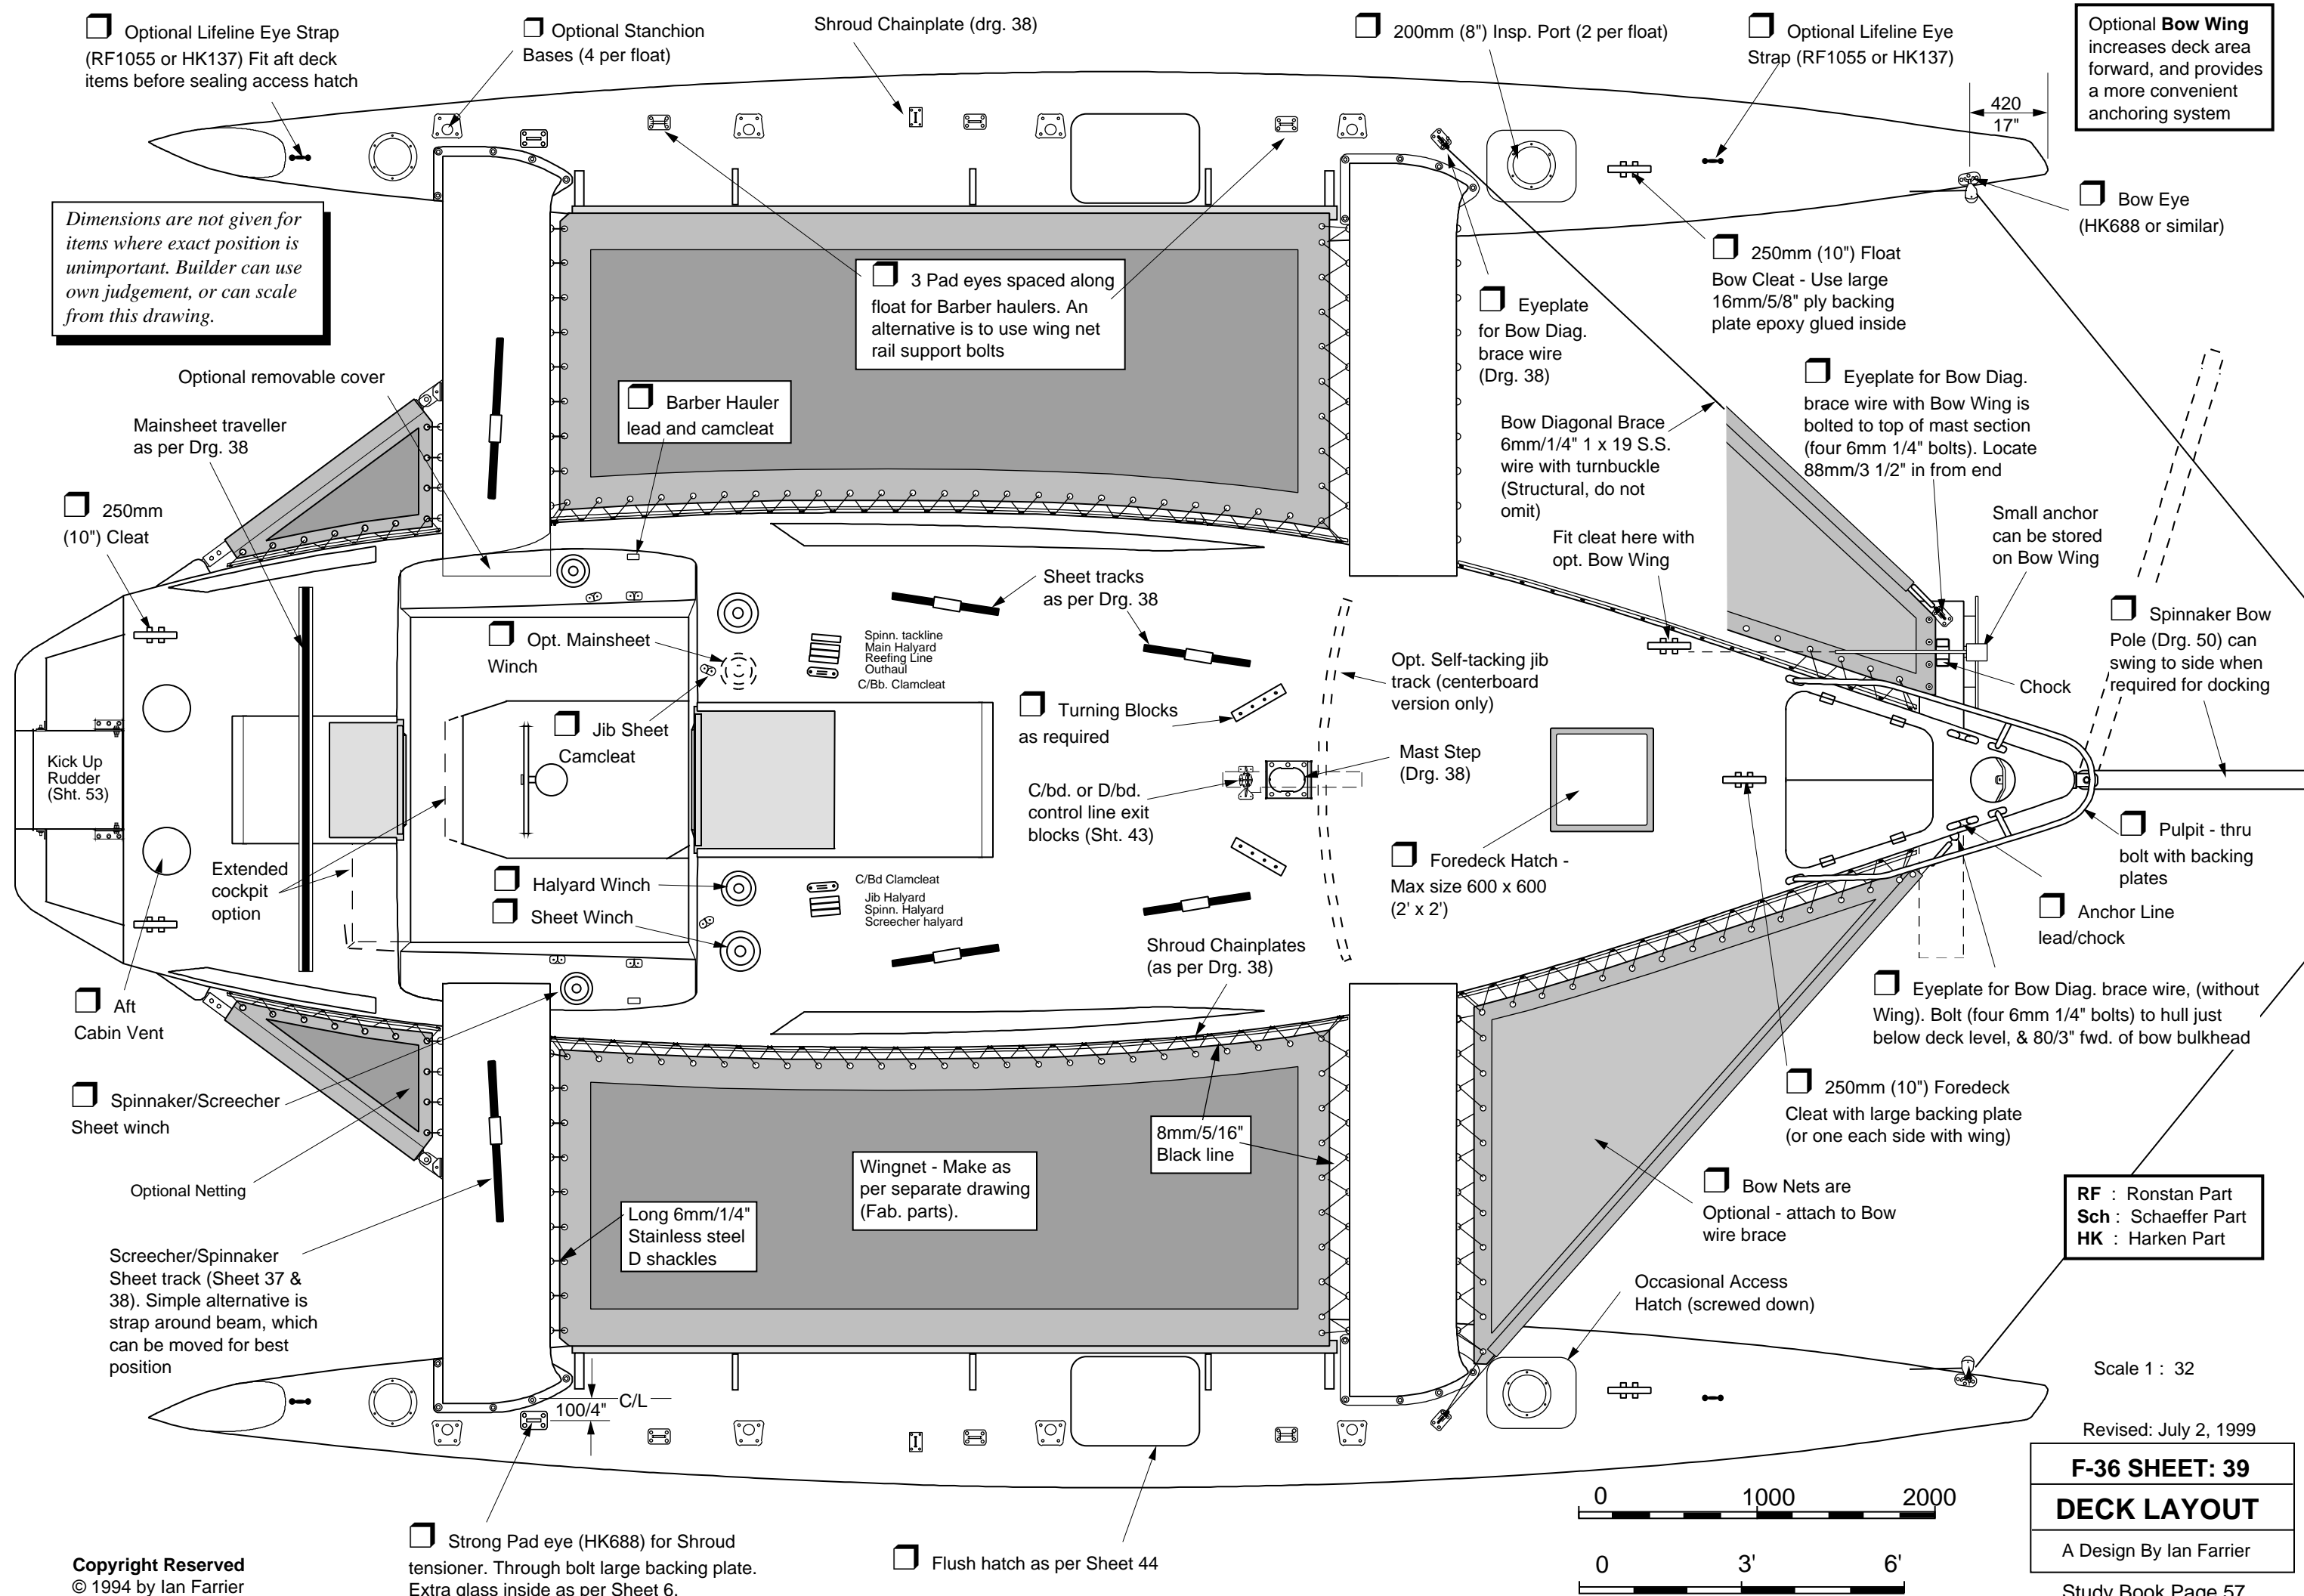 Optional Lifeline Eye Strap
(RF1055 or HK137) Fit aft deck
items before sealing access hatch
Optional Stanchion
Bases (4 per float)
Shroud Chainplate (drg. 38)
200mm (8") Insp. Port (2 per float)
Optional Lifeline Eye
Strap (RF1055 or HK137)
Optional Bow Wing
increases deck area
forward, and provides
a more convenient
anchoring system
420
17"
Bow Eye
(HK688 or similar)
Dimensions are not given for
items where exact position is
unimportant. Builder can use
own judgement, or can scale
from this drawing.
3 Pad eyes spaced along
float for Barber haulers. An
alternative is to use wing net
rail support bolts
250mm (10") Float
Bow Cleat - Use large
16mm/5/8" ply backing
plate epoxy glued inside
Eyeplate
for Bow Diag.
brace wire
(Drg. 38)
Optional removable cover
Mainsheet traveller
as per Drg. 38
Barber Hauler
lead and camcleat
Eyeplate for Bow Diag.
brace wire with Bow Wing is
bolted to top of mast section
(four 6mm 1/4" bolts). Locate
88mm/3 1/2" in from end
Bow Diagonal Brace
6mm/1/4" 1 x 19 S.S.
wire with turnbuckle
(Structural, do not
omit)
250mm
(10") Cleat
Fit cleat here with
opt. Bow Wing
Small anchor
can be stored
on Bow Wing
Sheet tracks
as per Drg. 38
Spinnaker Bow
Pole (Drg. 50) can
swing to side when
required for docking
Opt. Mainsheet
Winch
Spinn. tackline
Main Halyard
Reefing Line
Outhaul
C/Bb. Clamcleat
Opt. Self-tacking jib
track (centerboard
version only)
Chock
Turning Blocks
as required
Jib Sheet
Camcleat
Mast Step
(Drg. 38)
Kick Up
Rudder
(Sht. 53)
C/bd. or D/bd.
control line exit
blocks (Sht. 43)
Pulpit - thru
bolt with backing
plates
Extended
cockpit
option
Halyard Winch
Sheet Winch
C/Bd Clamcleat
Jib Halyard
Spinn. Halyard
Screecher halyard
Foredeck Hatch -
Max size 600 x 600
(2' x 2')
Anchor Line
lead/chock
Shroud Chainplates
(as per Drg. 38)
Aft
Cabin Vent
Eyeplate for Bow Diag. brace wire, (without
Wing). Bolt (four 6mm 1/4" bolts) to hull just
below deck level, & 80/3" fwd. of bow bulkhead
Spinnaker/Screecher
Sheet winch
250mm (10") Foredeck
Cleat with large backing plate
(or one each side with wing)
8mm/5/16"
Black line
Optional Netting
Wingnet - Make as
per separate drawing
(Fab. parts).
Bow Nets are
Optional - attach to Bow
wire brace
RF : Ronstan Part
Sch : Schaeffer Part
HK : Harken Part
Long 6mm/1/4"
Stainless steel
D shackles
Screecher/Spinnaker
Sheet track (Sheet 37 &
38). Simple alternative is
strap around beam, which
can be moved for best
position
Occasional Access
Hatch (screwed down)
Scale 1 : 32
C/L
100/4"
Revised: July 2, 1999
F-36 SHEET: 39
DECK LAYOUT
A Design By Ian Farrier
Study Book Page 57
0 1000 2000
0 3' 6'
Strong Pad eye (HK688) for Shroud
tensioner. Through bolt large backing plate.
Extra glass inside as per Sheet 6.
Flush hatch as per Sheet 44
Copyright Reserved
© 1994 by Ian Farrier